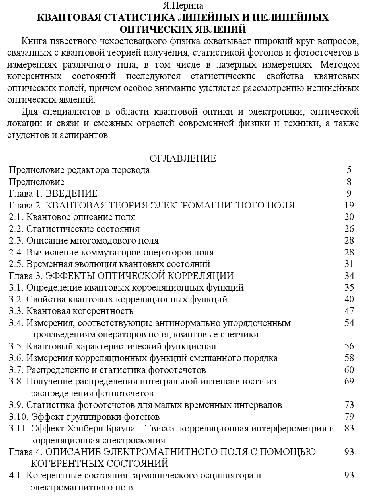 Я.Перина
КВАНТОВАЯ СТАТИСТИКА ЛИНЕЙНЫХ И НЕЛИНЕЙНЫХ
ОПТИЧЕСКИХ ЯВЛЕНИЙ
Книга известного чехословацкого физика охватывает широкий круг вопросов,
связанных с квантовой теорией излучения, статистикой фотонов и фотоотсчетов в
измерениях различного типа, в том числе в лазерных измерениях. Методом
когерентных состояний исследуются статистические свойства квантовых
оптических полей, причем особое внимание уделяется рассмотрению нелинейных
оптических явлений.
Для специалистов в области квантовой оптики и электроники, оптической
локации и связи и смежных отраслей современной физики и техники, а также
студентов и аспирантов.
ОГЛАВЛЕНИЕ
Предисловие редактора перевода 5
Предисловие 8
Глава 1. ВВЕДЕНИЕ 9
Глава 2. КВАНТОВАЯ ТЕОРИЯ ЭЛЕКТРОМАГНИТНОГО ПОЛЯ 19
2.1. Квантовое описание поля 20
2.2. Статистические состояния 26
2.3. Описание многомодового поля 28
2.4. Вычисление коммутаторов операторов поля 28
2.5. Временная эволюция квантовых состояний 31
Глава 3. ЭФФЕКТЫ ОПТИЧЕСКОЙ КОРРЕЛЯЦИИ 34
3.1. Определение квантовых корреляционных функций 35
3.2. Свойства квантовых корреляционных функций 40
3.3. Квантовая когерентность 47
3.4. Измерения, соответствующие антинормально упорядоченным 54
произведениям операторов поля, квантовые счетчики
3.5. Квантовый характеристический функционал 56
3.6. Измерения корреляционных функций смешанного порядка 58
3.7. Распределение и статистика фотоотсчетов 60
3.8. Получение распределения интегральной интенсивности из 69
распределения фотоотсчетов
3.9. Статистика фотоотсчетов для малых временных интервалов 73
3.10. Эффект группировки фотонов 79
3.11. Эффект Хэнбери Брауна – Твисса: корреляционная интерферометрия и 83
корреляционная спектроскопия
Глава 4. ОПИСАНИЕ ЭЛЕКТРОМАГНИТНОГО ПОЛЯ С ПОМОЩЬЮ 93
КОГЕРЕНТНЫХ СОСТОЯНИЙ
4.1. Когерентные состояния гармонического осциллятора и 93
электромагнитного поля